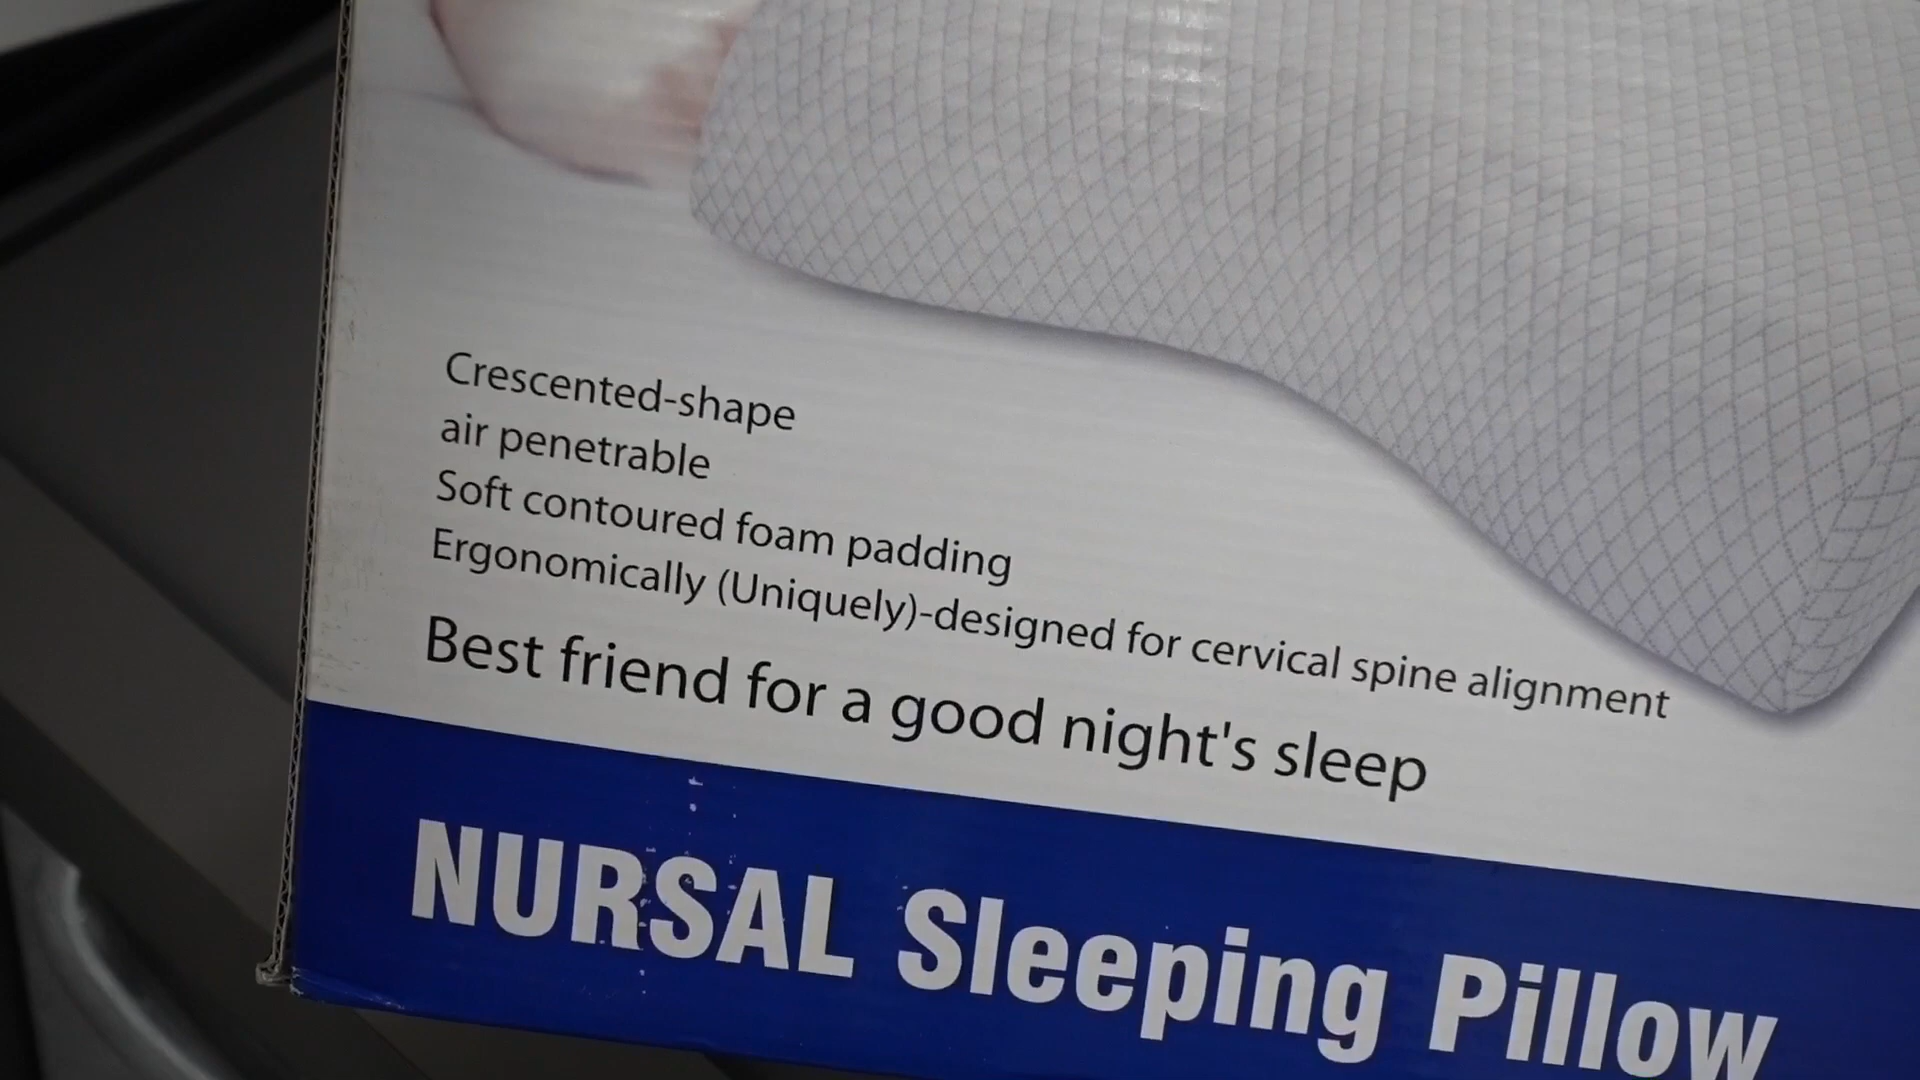 Crescented-shape
air penetrable
Soft contoured foam padding
Ergonomically (Uniquely)-designed for cervical spine alignment
Best friend for a good night's sleep
NURSAL Sleeping Pillow